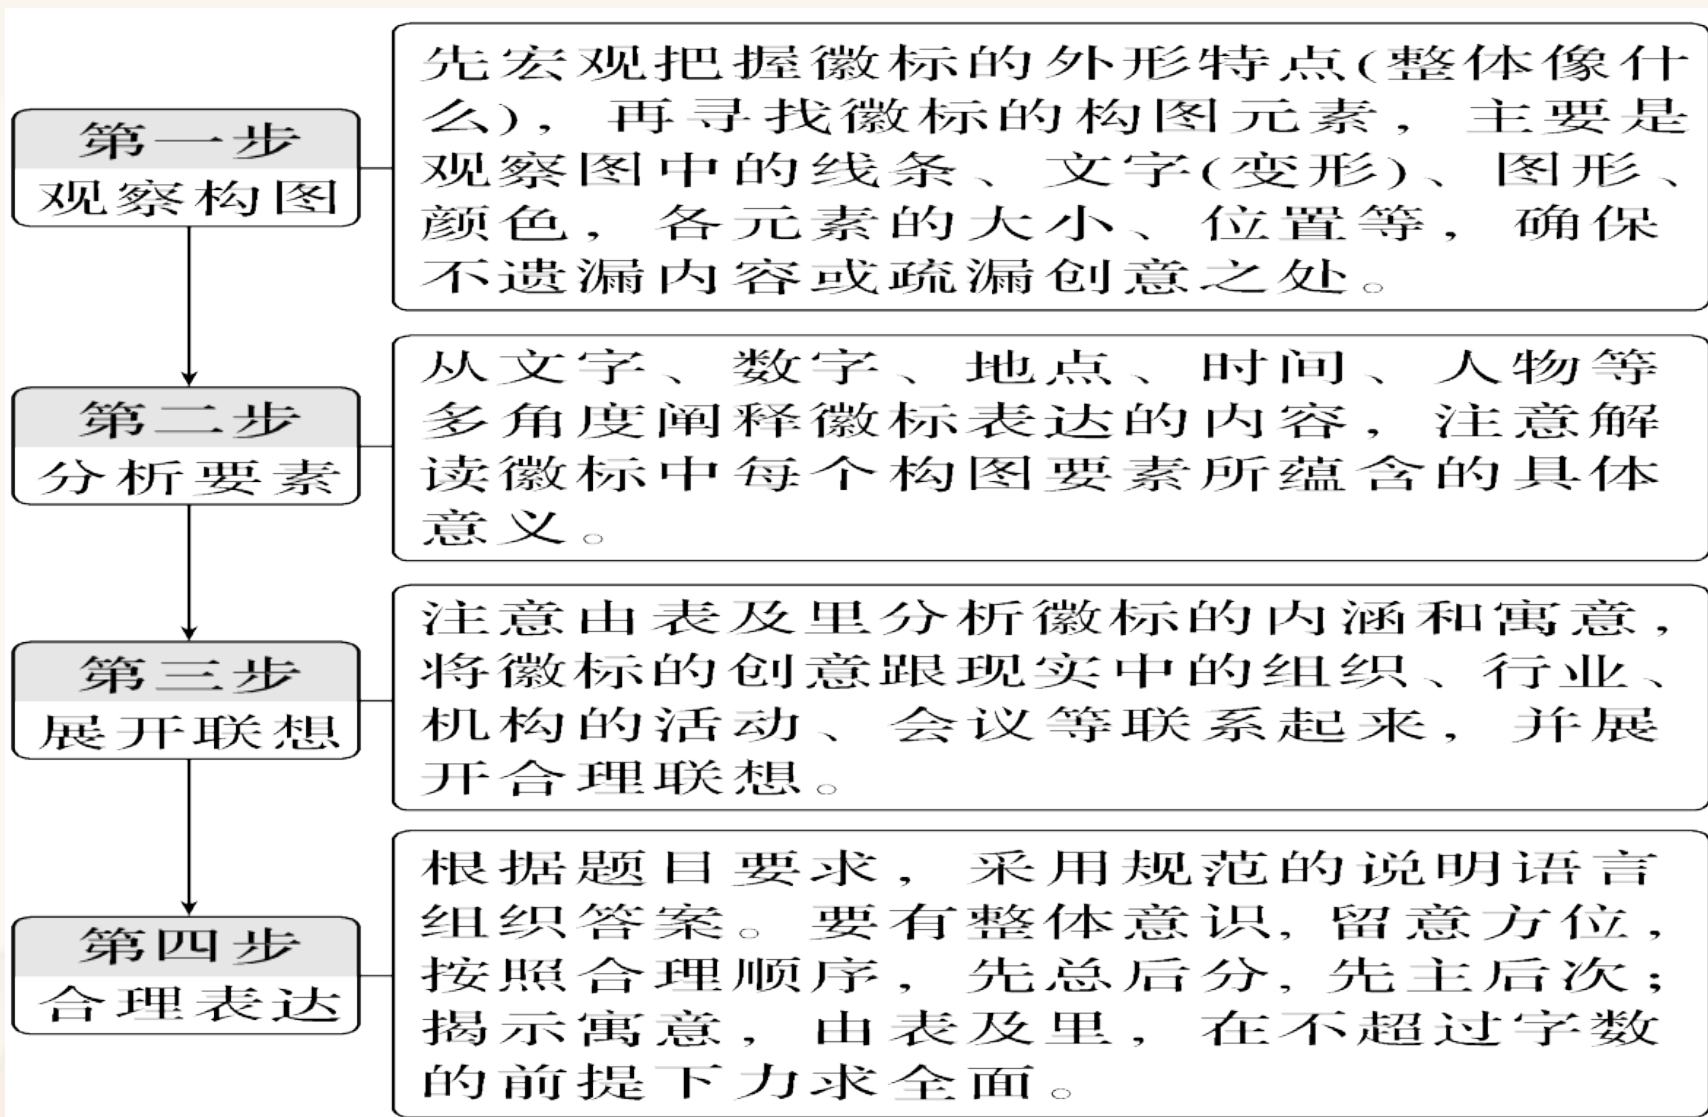 第一步
观察构图
先宏观把握徽标的外形特点(整体像什
么)，再寻找徽标的构图元素，主要是
观察图中的线条、文字(变形)、图形、
颜色，各元素的大小、位置等，确保
不遗漏内容或疏漏创意之处。
第二步
分析要素
从文字、数字、地点、时间、人物等
多角度阐释徽标表达的内容，注意解
读徽标中每个构图要素所蕴含的具体
意义。
第三步
展开联想
注意由表及里分析徽标的内涵和寓意，
将徽标的创意跟现实中的组织、行业、
机构的活动、会议等联系起来，并展
开合理联想。
第四步
合理表达
根据题目要求，采用规范的说明语言
组织答案。要有整体意识，留意方位，
按照合理顺序，先总后分，先主后次；
揭示寓意，由表及里，在不超过字数
的前提下力求全面。